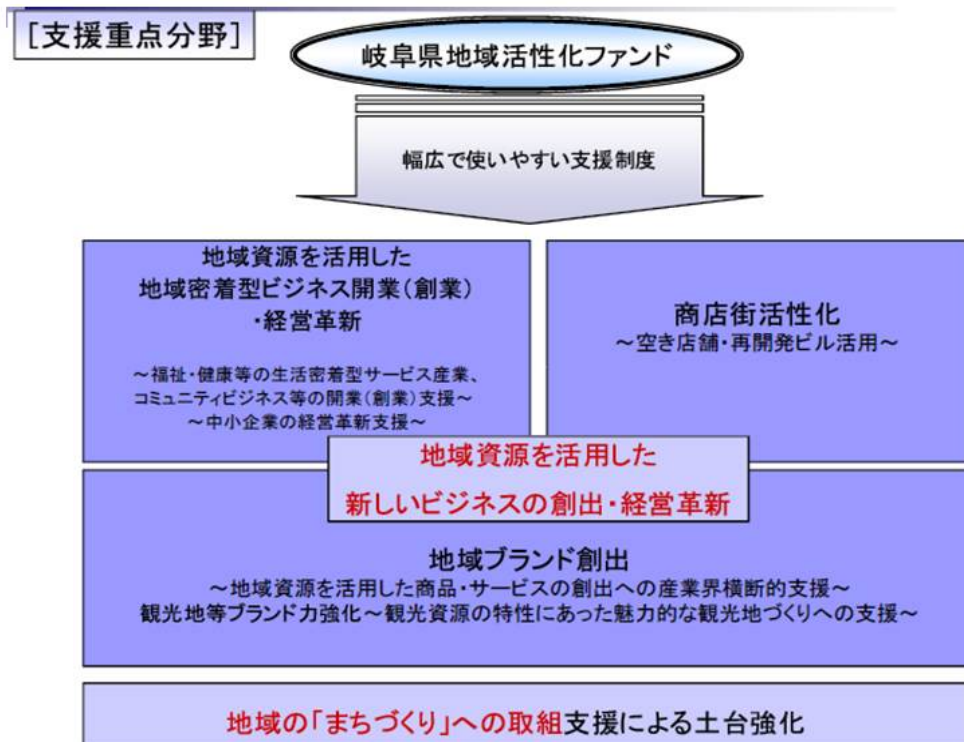 [支援重点分野]
岐阜県地域活性化ファンド
幅広で使いやすい支援制度
地域資源を活用した
地域密着型ビジネス開業(創業)
・経営革新
~福祉・健康等の生活密着型サービス産業、
コミュニティビジネス等の開業(創業)支援~
~中小企業の経営革新支援~
商店街活性化
~空き店舗・再開発ビル活用~
地域資源を活用した
新しいビジネスの創出・経営革新
地域ブランド創出
~地域資源を活用した商品・サービスの創出への産業界横断的支援~
観光地等ブランド力強化~観光資源の特性にあった魅力的な観光地づくりへの支援~
地域の「まちづくり」への取組支援による土台強化